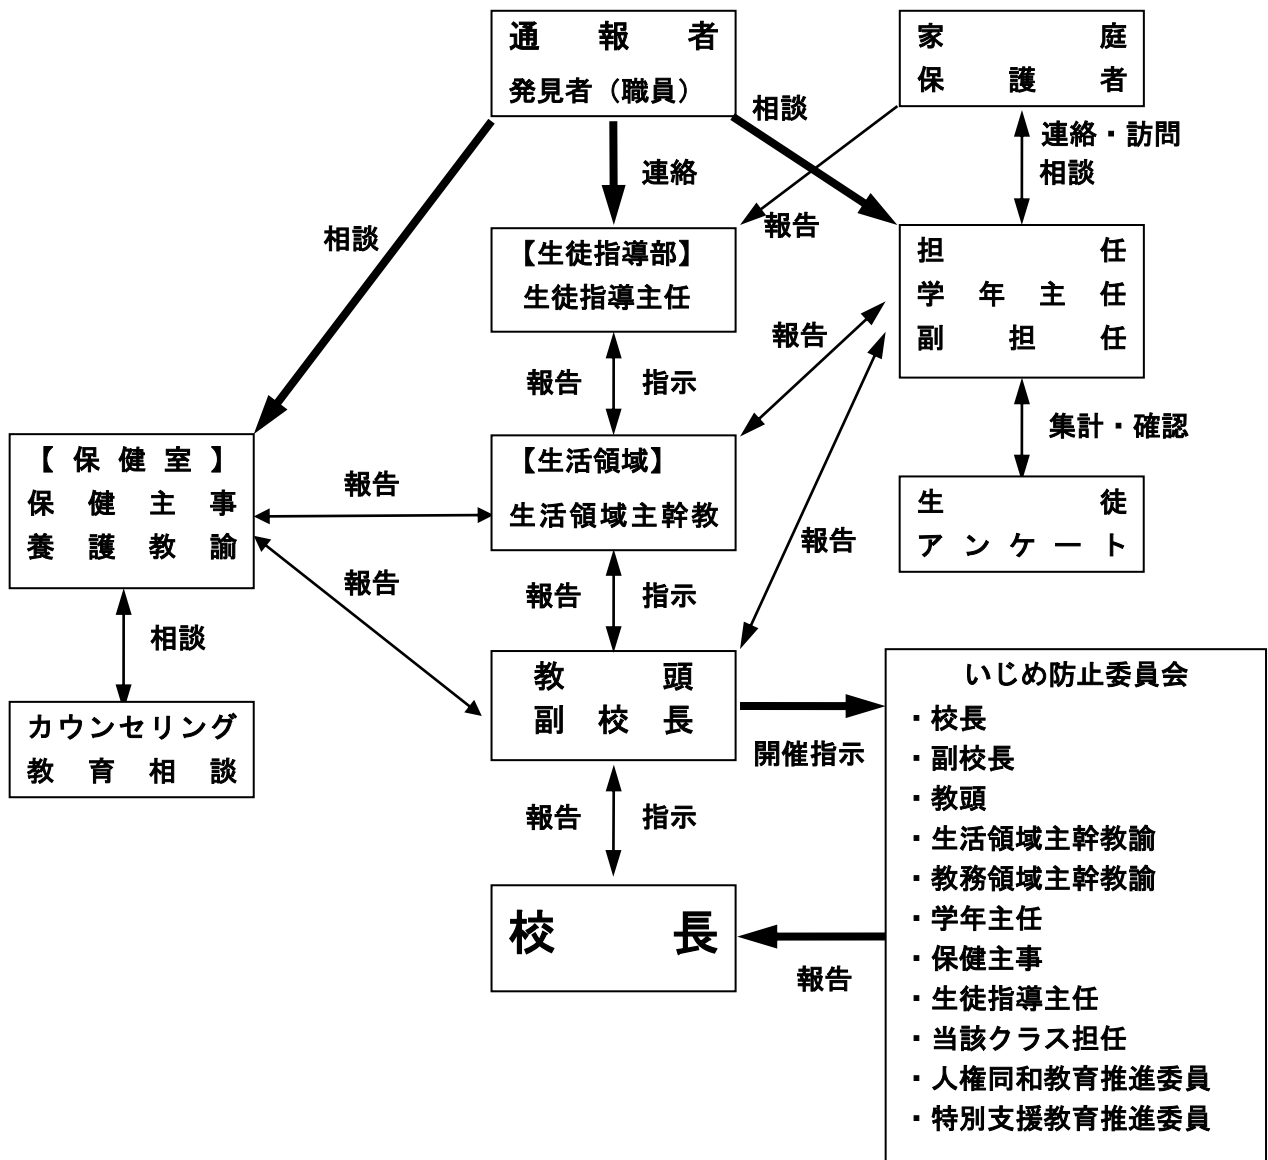 通報者
発見者（職員）
家庭
保護者
相談
連絡・訪問
相談
連絡
報告
相談
【生徒指導部】
生徒指導主任
担任
学年主任
副担任
報告
報告
指示
集計・確認
【保健室】
保健主事
養護教諭
報告
【生活領域】
生活領域主幹教
生徒
アンケート
報告
報告
報告
指示
相談
カウンセリング
教育相談
教頭
副校長
開催指示
いじめ防止委員会
・校長
・副校長
・教頭
・生活領域主幹教諭
・教務領域主幹教諭
・学年主任
・保健主事
・生徒指導主任
・当該クラス担任
・人権同和教育推進委員
・特別支援教育推進委員
報告
指示
校長
報告